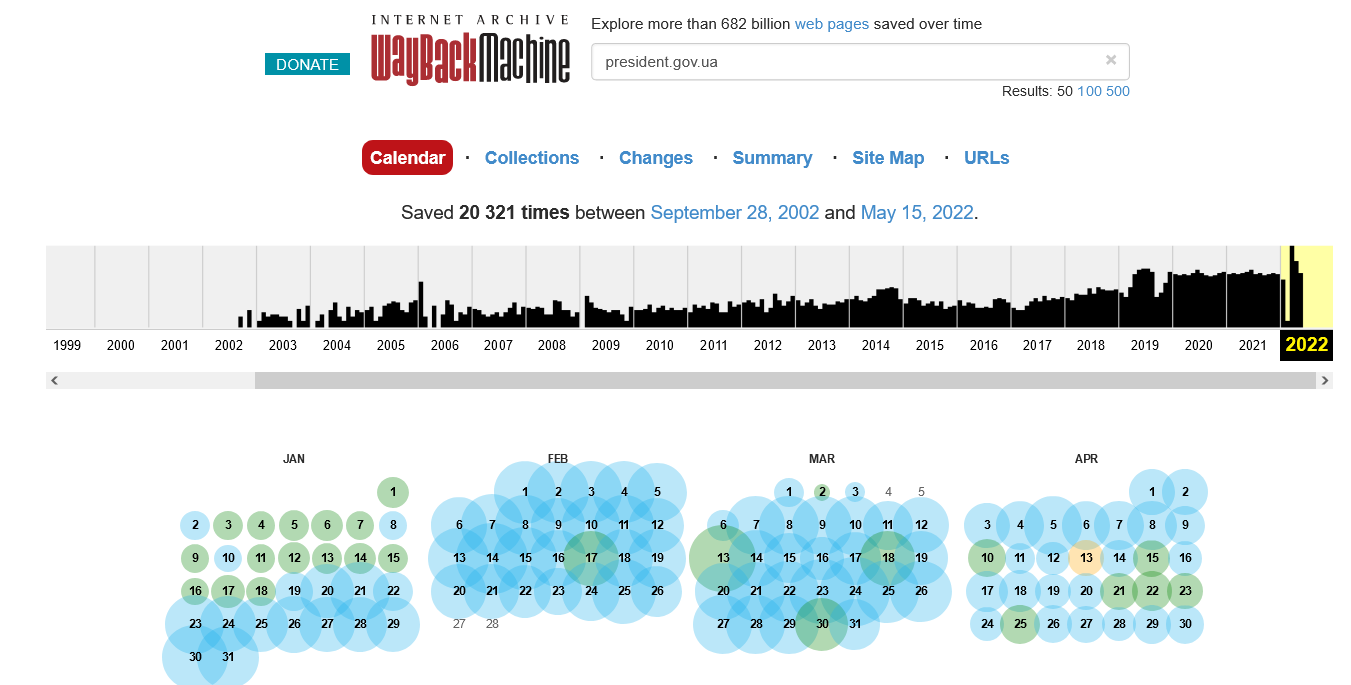 INTERNET ARCHIVE
WayBackMachine
DONATE
Explore more than 682 billion web pages saved over time
president.gov.ua
Results: 50 100 500
Calendar · Collections · Changes · Summary · Site Map · URLs
Saved 20 321 times between September 28, 2002 and May 15, 2022.
1999 2000 2001 2002 2003 2004 2005 2006 2007 2008 2009 2010 2011 2012 2013 2014 2015 2016 2017 2018 2019 2020 2021 2022
JAN
1
2 3 4 5 6 7 8
9 10 11 12 13 14 15
16 17 18 19 20 21 22
23 24 25 26 27 28 29
30 31
FEB
1 2 3 4 5
6 7 8 9 10 11 12
13 14 15 16 17 18 19
20 21 22 23 24 25 26
27 28
MAR
1 2 3 4 5
6 7 8 9 10 11 12
13 14 15 16 17 18 19
20 21 22 23 24 25 26
27 28 29 30 31
APR
1 2
3 4 5 6 7 8 9
10 11 12 13 14 15 16
17 18 19 20 21 22 23
24 25 26 27 28 29 30